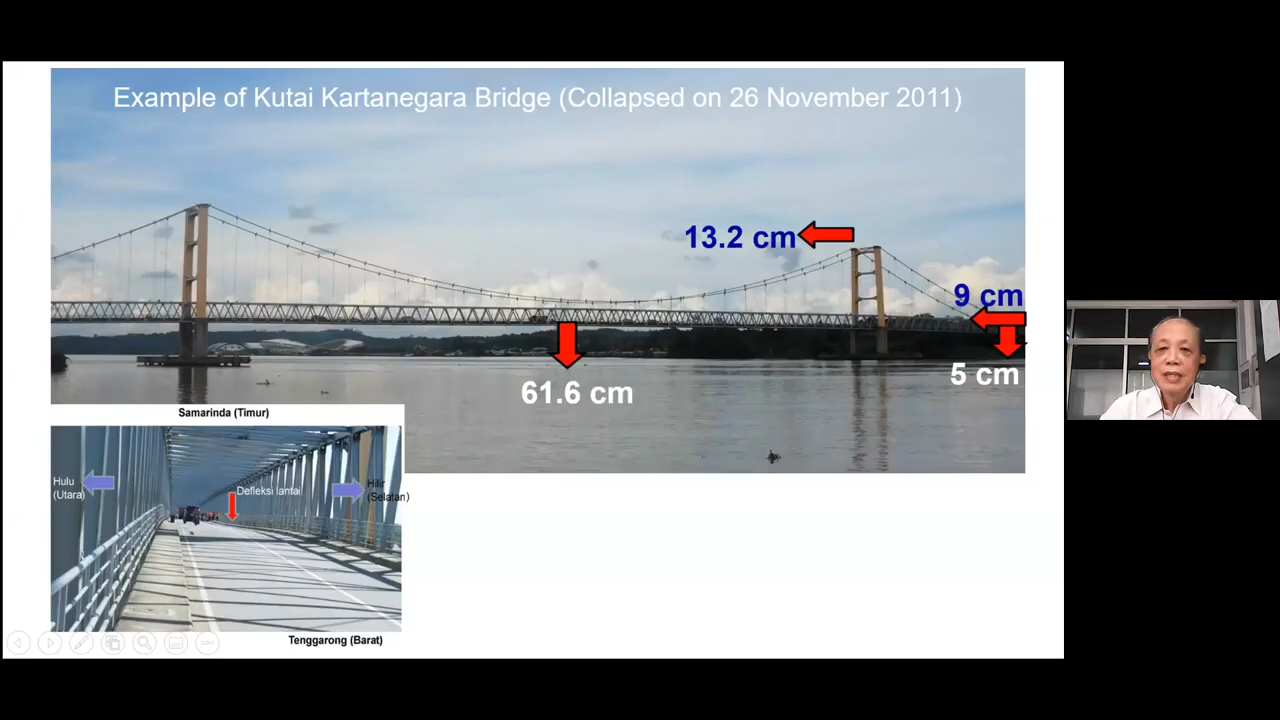 Example of Kutai Kartanegara Bridge (Collapsed on 26 November 2011)
13.2 cm
9 cm
61.6 cm
5 cm
Samarinda (Timur)
Hulu
(Utara)
Defleksi lantai
Hilir
(Selatan)
Tenggarong (Barat)